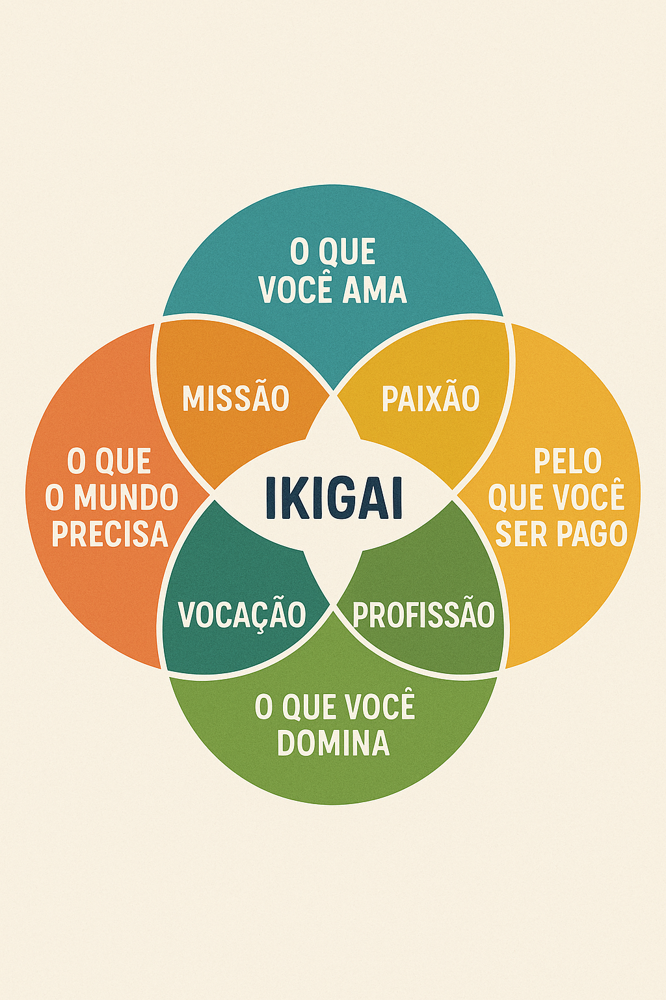 O QUE
VOCÊ AMA
MISSÃO
PAIXÃO
O QUE
O MUNDO
PRECISA
IKIGAI
PELO
QUE VOCÊ
SER PAGO
VOCAÇÃO
PROFISSÃO
O QUE VOCÊ
DOMINA